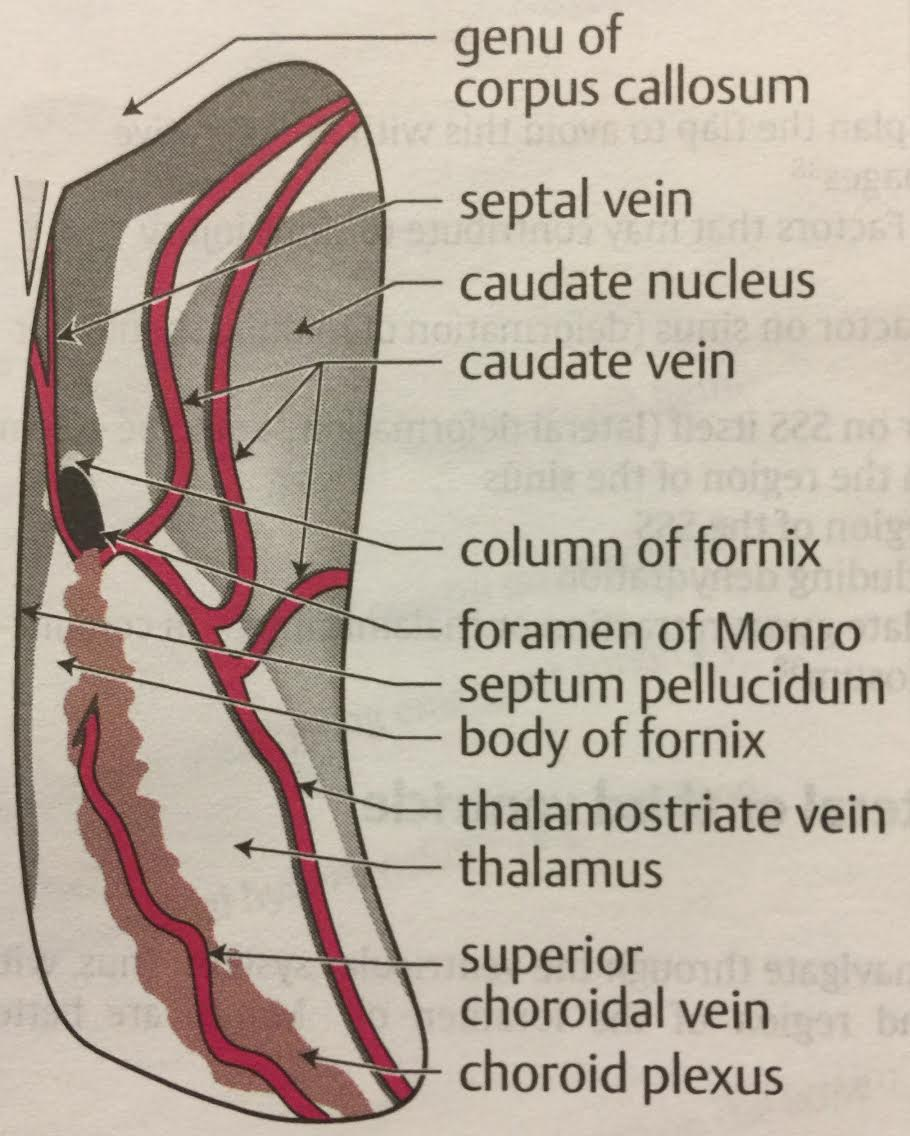 genu of
corpus callosum
septal vein
caudate nucleus
caudate vein
column of fornix
foramen of Monro
septum pellucidum
body of fornix
thalamostriate vein
thalamus
superior
choroidal vein
choroid plexus